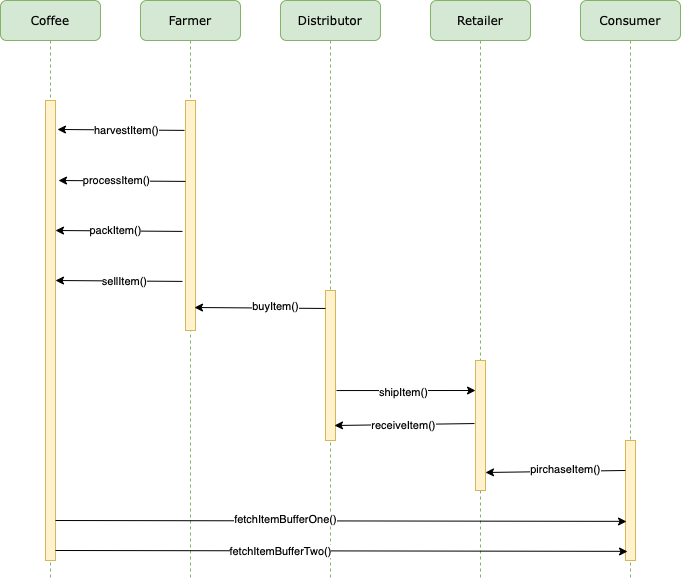 Coffee
Farmer
Distributor
Retailer
Consumer
harvestItem()
processItem()
packItem()
sellItem()
buyItem()
shipItem()
receiveItem()
pirchaseItem()
fetchItemBufferOne()
fetchItemBufferTwo()